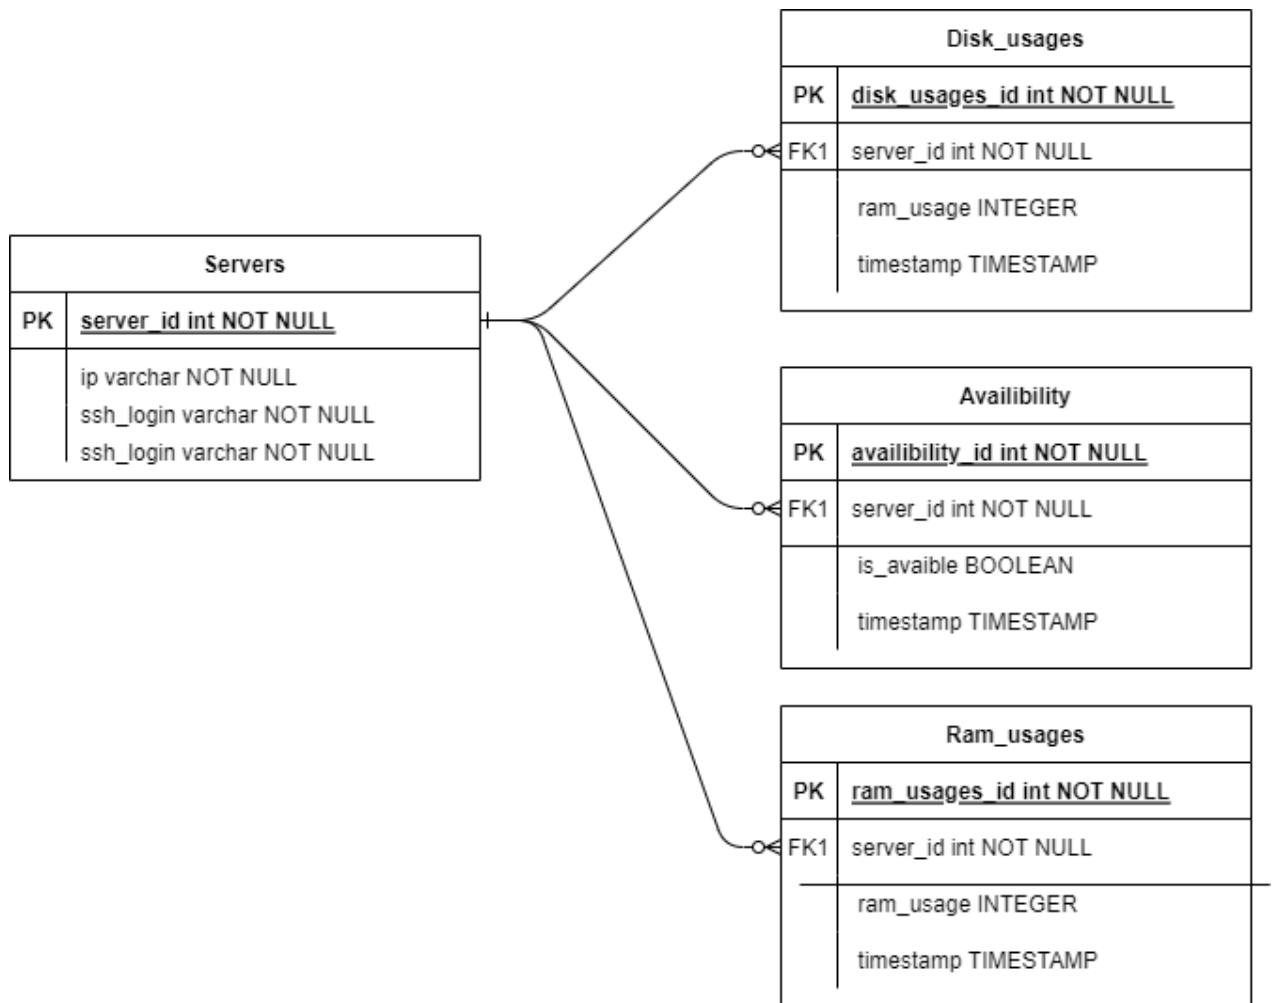 Disk_usages
PK disk_usages_id int NOT NULL
FK1 server_id int NOT NULL
ram_usage INTEGER
timestamp TIMESTAMP
Servers
PK server_id int NOT NULL
ip varchar NOT NULL
ssh_login varchar NOT NULL
ssh_login varchar NOT NULL
Availibility
PK availibility_id int NOT NULL
FK1 server_id int NOT NULL
is_avaible BOOLEAN
timestamp TIMESTAMP
Ram_usages
PK ram_usages_id int NOT NULL
FK1 server_id int NOT NULL
ram_usage INTEGER
timestamp TIMESTAMP